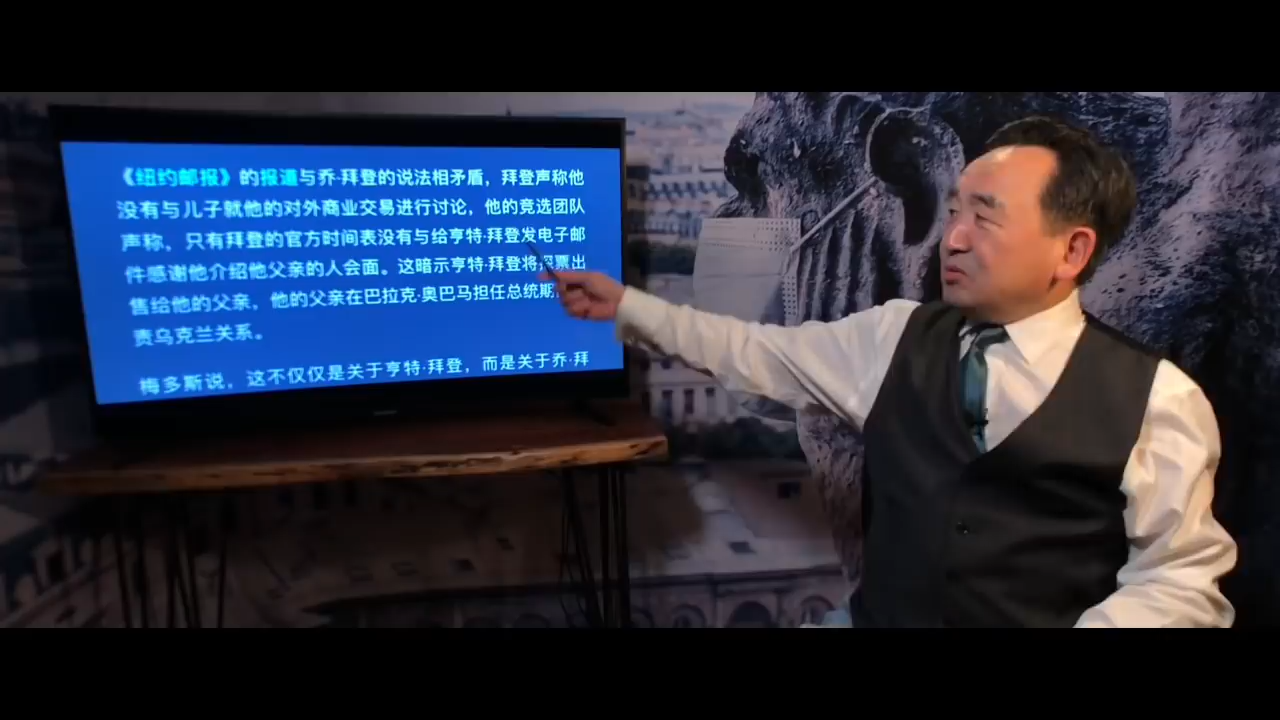 《纽约邮报》的报道与乔·拜登的说法相矛盾，拜登声称他
没有与儿子就他的对外商业交易进行讨论，他的竞选团队
声称，只有拜登的官方时间表没有与给亨特·拜登发电子邮
件感谢他介绍他父亲的人会面。这暗示亨特·拜登将票出
售给他的父亲，他的父亲在巴拉克·奥巴马担任总统期
责乌克兰关系。
梅多斯说，这不仅仅是关于亨特·拜登，而是关于乔·拜